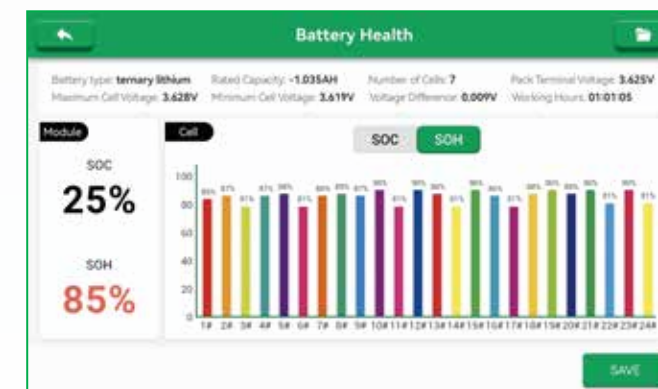 Battery Health
Battery type: ternary lithium Rated Capacity: -1.035AH Number of Cells: 7 Pack Terminal Voltage: 3.625V
Maximum Cell Voltage: 3.628V Minimum Cell Voltage: 3.619V Voltage Difference: 0.009V Working Hours: 01:01:05
Module Cell
SOC SOH
SOC
25%
SOH
85%
100
80
60
40
20
0
1# 2# 3# 4# 5# 6# 7# 8# 9# 10# 11# 12# 13# 14# 15# 16# 17# 18# 19# 20# 21# 22# 23# 24#
SAVE